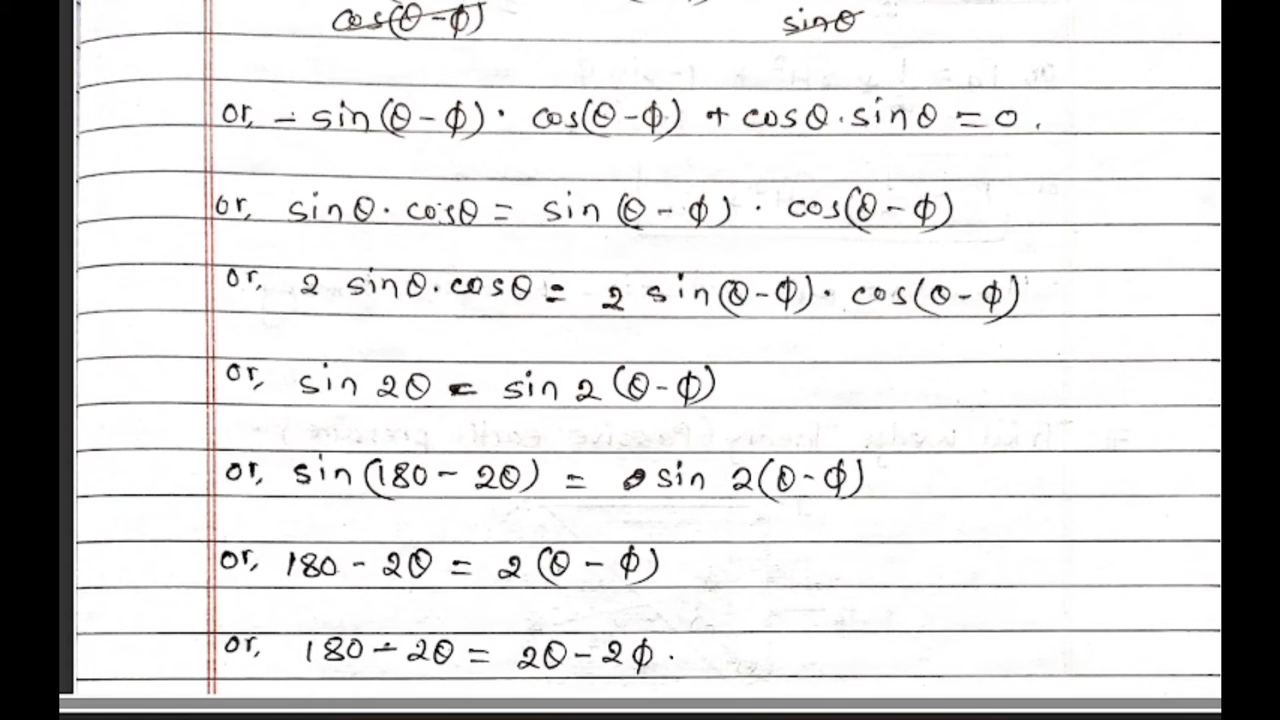 cos(θ-ϕ) sinθ
or, - sin(θ-ϕ)· cos(θ-ϕ) + cosθ·sinθ = 0.
or, sinθ·cosθ = sin(θ-ϕ)· cos(θ-ϕ)
or, 2 sinθ·cosθ = 2 sin(θ-ϕ)· cos(θ-ϕ)
or, sin 2θ = sin 2(θ-ϕ)
or, sin(180-2θ) = sin 2(θ-ϕ)
or, 180-2θ = 2(θ-ϕ)
or, 180-2θ = 2θ-2ϕ.